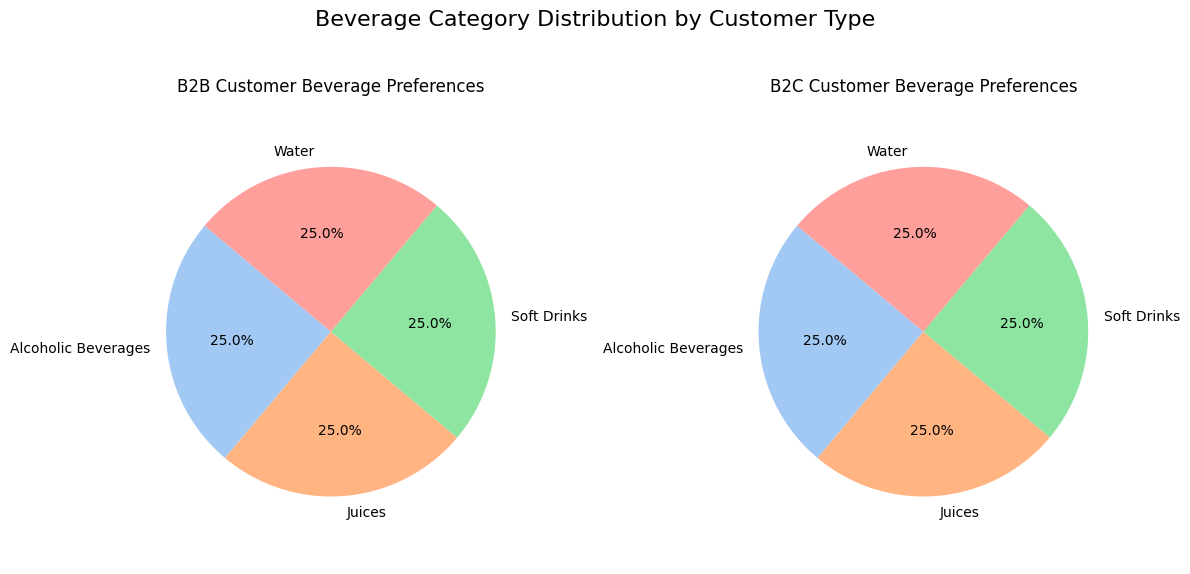 Beverage Category Distribution by Customer Type
B2B Customer Beverage Preferences
Water
25.0%
25.0%
Soft Drinks
Alcoholic Beverages
25.0%
25.0%
Juices
B2C Customer Beverage Preferences
Water
25.0%
25.0%
Soft Drinks
Alcoholic Beverages
25.0%
25.0%
Juices